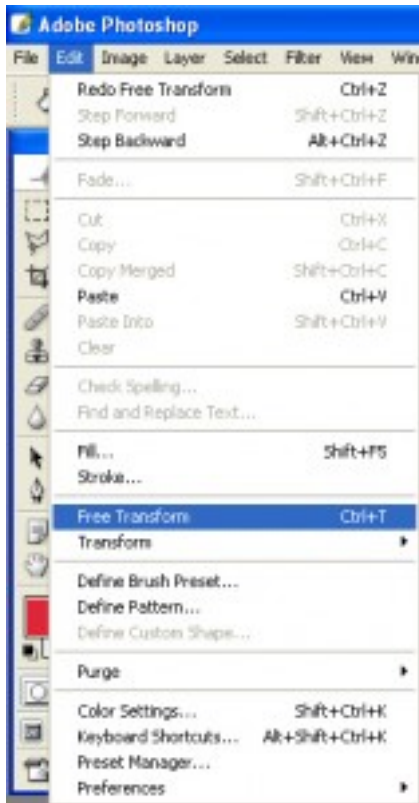 Adobe Photoshop
File Edit Image Layer Select Filter View Win
Redo Free Transform Ctrl+Z
Step Forward Shift+Ctrl+Z
Step Backward Alt+Ctrl+Z
Fade... Shift+Ctrl+F
Cut Ctrl+X
Copy Ctrl+C
Copy Merged Shift+Ctrl+C
Paste Ctrl+V
Paste Into Shift+Ctrl+V
Clear
Check Spelling...
Find and Replace Text...
Fill... Shift+F5
Stroke...
Free Transform Ctrl+T
Transform
Define Brush Preset...
Define Pattern...
Define Custom Shape...
Purge
Color Settings... Shift+Ctrl+K
Keyboard Shortcuts... Alt+Shift+Ctrl+K
Preset Manager...
Preferences